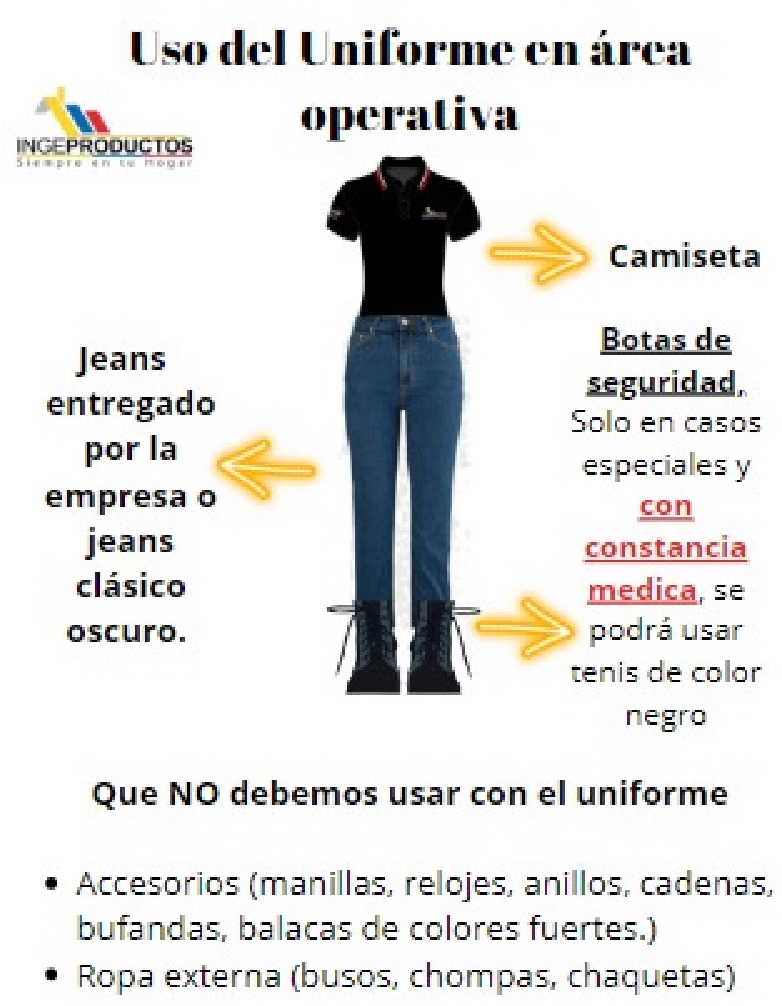 Uso del Uniforme en área
operativa
INGEPRODUCTOS
Siempre en tu Hogar
Camiseta
Jeans
entregado
por la
empresa o
jeans
clásico
oscuro.
Botas de
seguridad,
Solo en casos
especiales y
con
constancia
medica, se
podrá usar
tenis de color
negro
Que NO debemos usar con el uniforme
• Accesorios (manillas, relojes, anillos, cadenas,
bufandas, balacas de colores fuertes.)
• Ropa externa (busos, chompas, chaquetas)